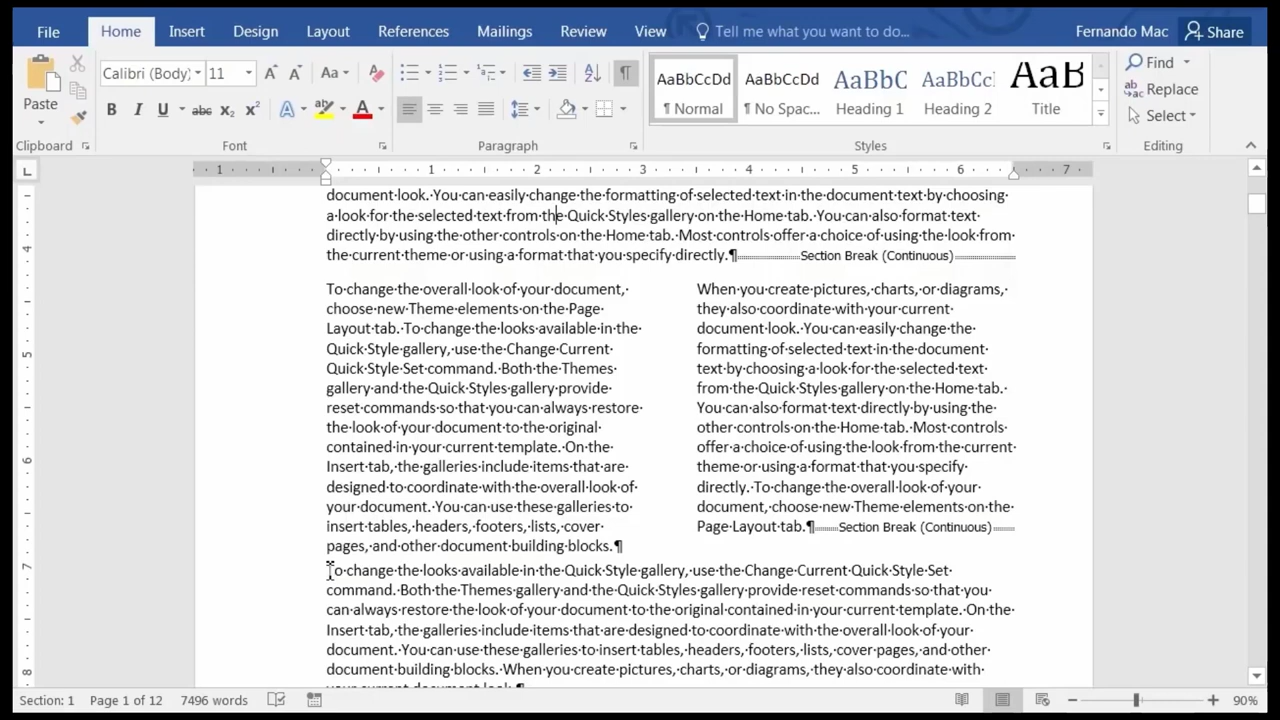 File Home Insert Design Layout References Mailings Review View Tell me what you want to do... Fernando Mac Share
Paste
Clipboard
Calibri (Body) 11 Aa
B I U abc x₂ x² A A
Font
Paragraph
AaBbCcDd AaBbCcDd AaBbC AaBbCc AaB
¶ Normal ¶ No Spac... Heading 1 Heading 2 Title
Styles
Find
Replace
Select
Editing
1 1 2 3 4 5 6 7
document look. You can easily change the formatting of selected text in the document text by choosing
a look for the selected text from the Quick Styles gallery on the Home tab. You can also format text
directly by using the other controls on the Home tab. Most controls offer a choice of using the look from
the current theme or using a format that you specify directly.¶ Section Break (Continuous)
To change the overall look of your document,
choose new Theme elements on the Page
Layout tab. To change the looks available in the
Quick Style gallery, use the Change Current
Quick Style Set command. Both the Themes
gallery and the Quick Styles gallery provide
reset commands so that you can always restore
the look of your document to the original
contained in your current template. On the
Insert tab, the galleries include items that are
designed to coordinate with the overall look of
your document. You can use these galleries to
insert tables, headers, footers, lists, cover
pages, and other document building blocks.¶
When you create pictures, charts, or diagrams,
they also coordinate with your current
document look. You can easily change the
formatting of selected text in the document
text by choosing a look for the selected text
from the Quick Styles gallery on the Home tab.
You can also format text directly by using the
other controls on the Home tab. Most controls
offer a choice of using the look from the current
theme or using a format that you specify
directly. To change the overall look of your
document, choose new Theme elements on the
Page Layout tab.¶ Section Break (Continuous)
To change the looks available in the Quick Style gallery, use the Change Current Quick Style Set
command. Both the Themes gallery and the Quick Styles gallery provide reset commands so that you
can always restore the look of your document to the original contained in your current template. On the
Insert tab, the galleries include items that are designed to coordinate with the overall look of your
document. You can use these galleries to insert tables, headers, footers, lists, cover pages, and other
document building blocks. When you create pictures, charts, or diagrams, they also coordinate with
your current document look.¶
4
5
6
7
8
Section: 1 Page 1 of 12 7496 words 90%